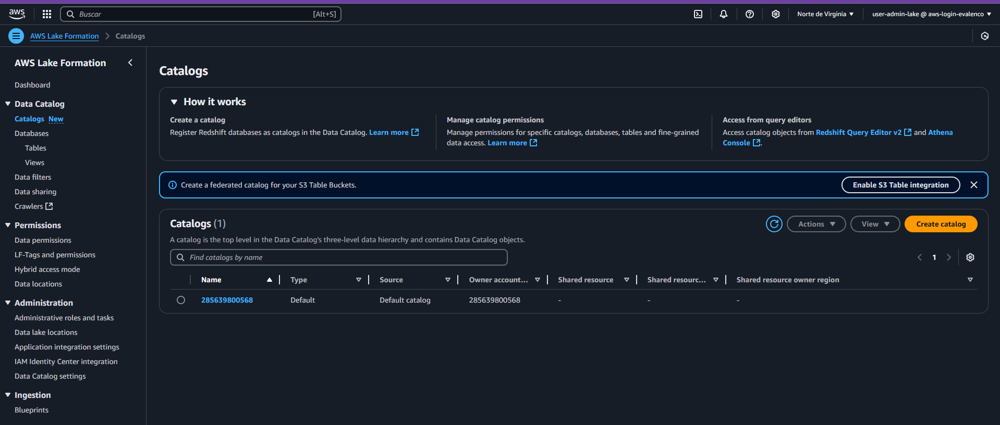 aws
Buscar [Alt+S]
Norte de Virginia
user-admin-lake @ aws-login-evalenco
AWS Lake Formation > Catalogs
AWS Lake Formation
Dashboard
Data Catalog
Catalogs New
Databases
Tables
Views
Data filters
Data sharing
Crawlers
Permissions
Data permissions
LF-Tags and permissions
Hybrid access mode
Data locations
Administration
Administrative roles and tasks
Data lake locations
Application integration settings
IAM Identity Center integration
Data Catalog settings
Ingestion
Blueprints
Catalogs
How it works
Create a catalog
Register Redshift databases as catalogs in the Data Catalog. Learn more
Manage catalog permissions
Manage permissions for specific catalogs, databases, tables and fine-grained
data access. Learn more
Access from query editors
Access catalog objects from Redshift Query Editor v2 and Athena
Console.
Create a federated catalog for your S3 Table Buckets.
Enable S3 Table integration
Catalogs (1)
Actions
View
Create catalog
A catalog is the top level in the Data Catalog's three-level data hierarchy and contains Data Catalog objects.
Find catalogs by name
1
Name Type Source Owner account... Shared resource Shared resourc... Shared resource owner region
285639800568 Default Default catalog 285639800568 - - -